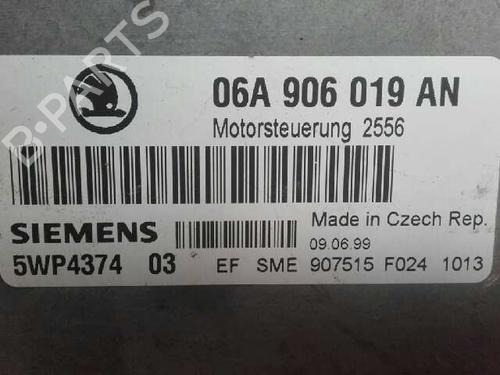 06A 906 019 AN
Motorsteuerung 2556
SIEMENS
Made in Czech Rep.
09.06.99
5WP4374 03 EF SME 907515 F024 1013
B-PARTS